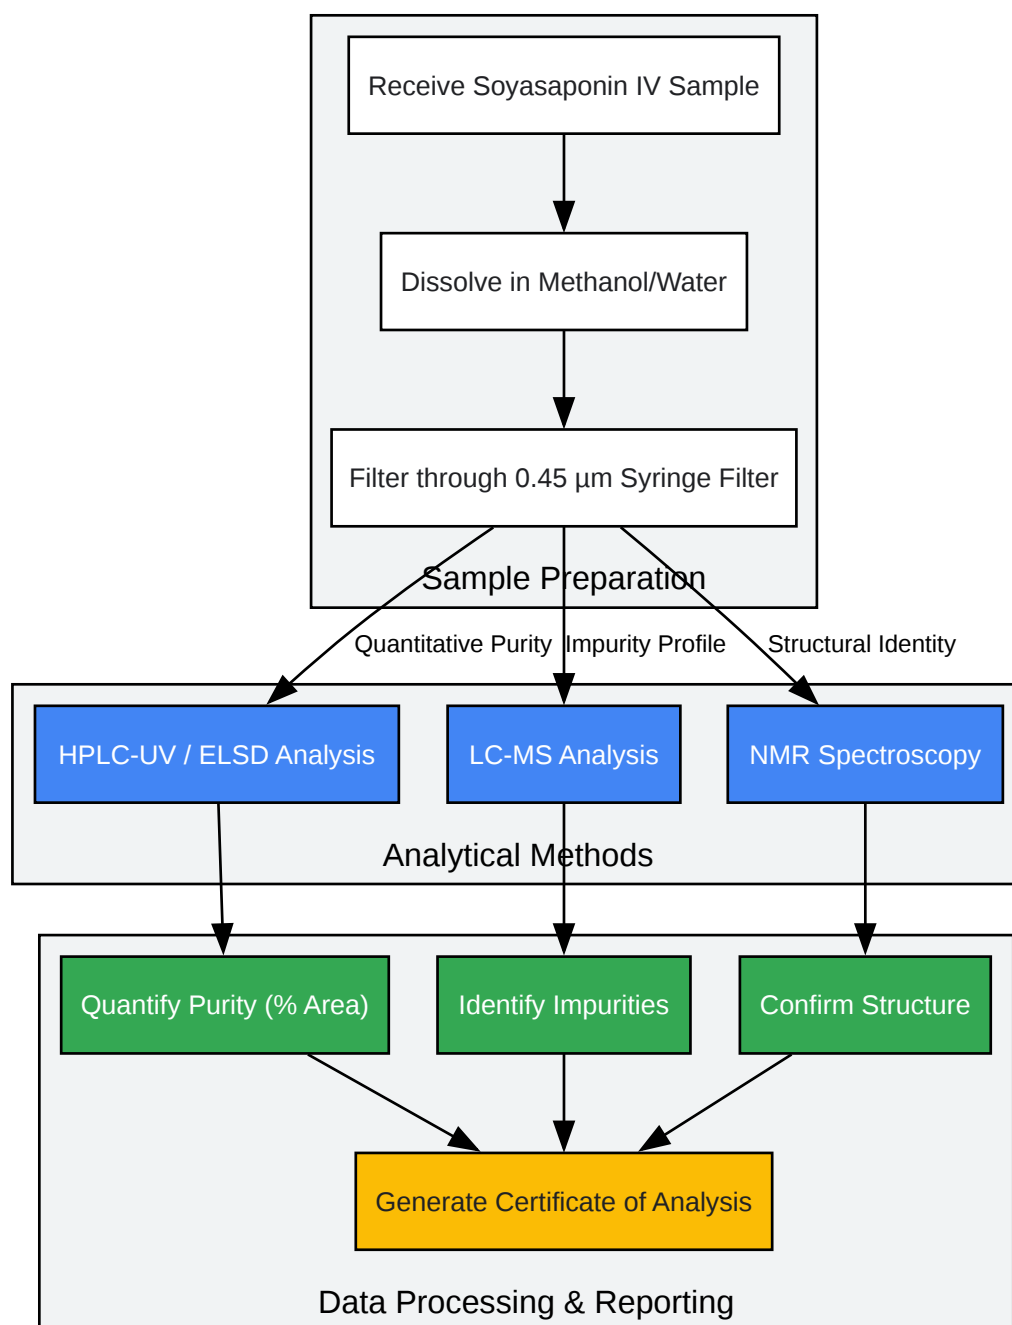 Receive Soyasaponin IV Sample
Dissolve in Methanol/Water
Filter through 0.45 µm Syringe Filter
Sample Preparation
Quantitative Purity
Impurity Profile
Structural Identity
HPLC-UV / ELSD Analysis
LC-MS Analysis
NMR Spectroscopy
Analytical Methods
Quantify Purity (% Area)
Identify Impurities
Confirm Structure
Generate Certificate of Analysis
Data Processing & Reporting